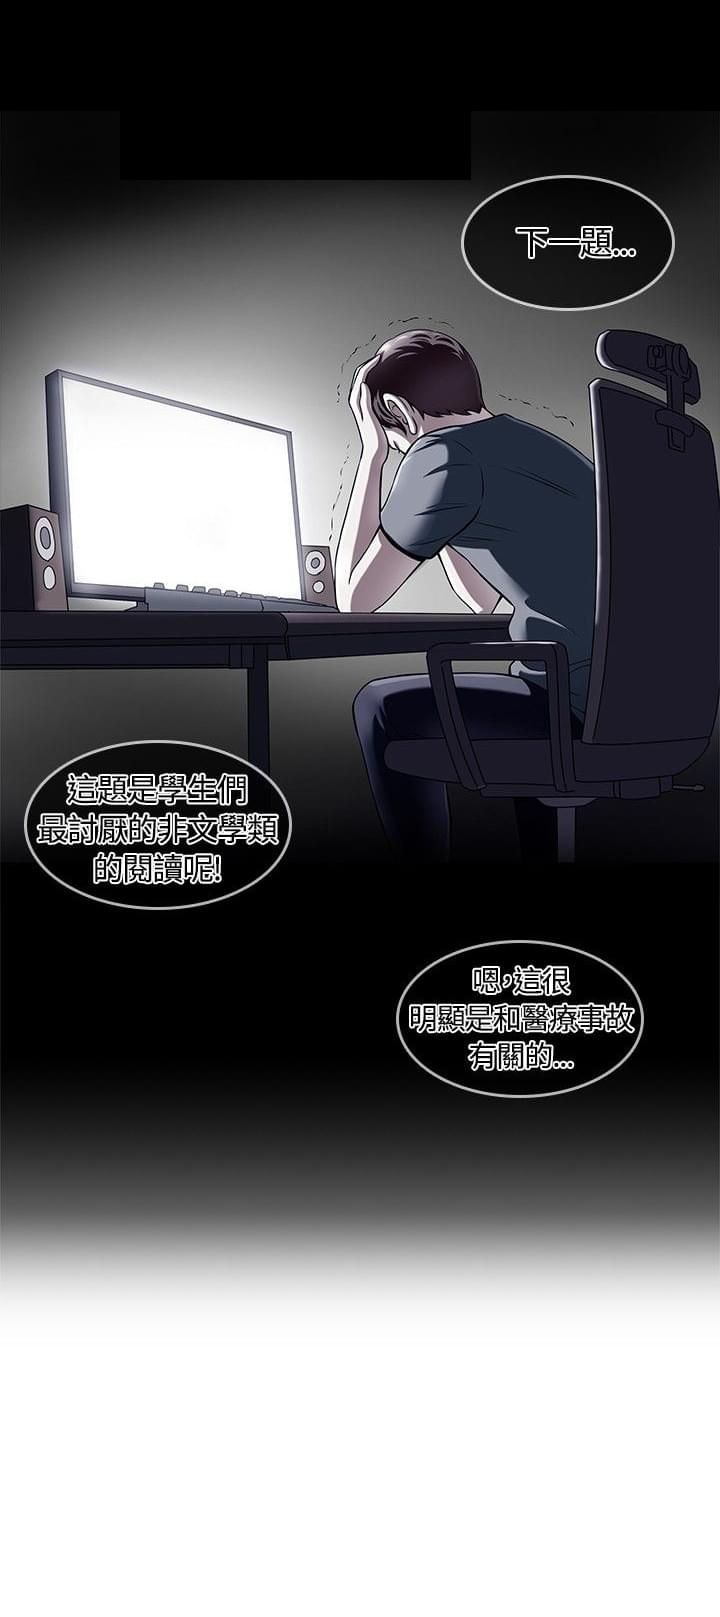 下一題...
這題是學生們
最討厭的非文學類
的閱讀呢!
嗯，這很
明顯是和醫療事故
有關的...